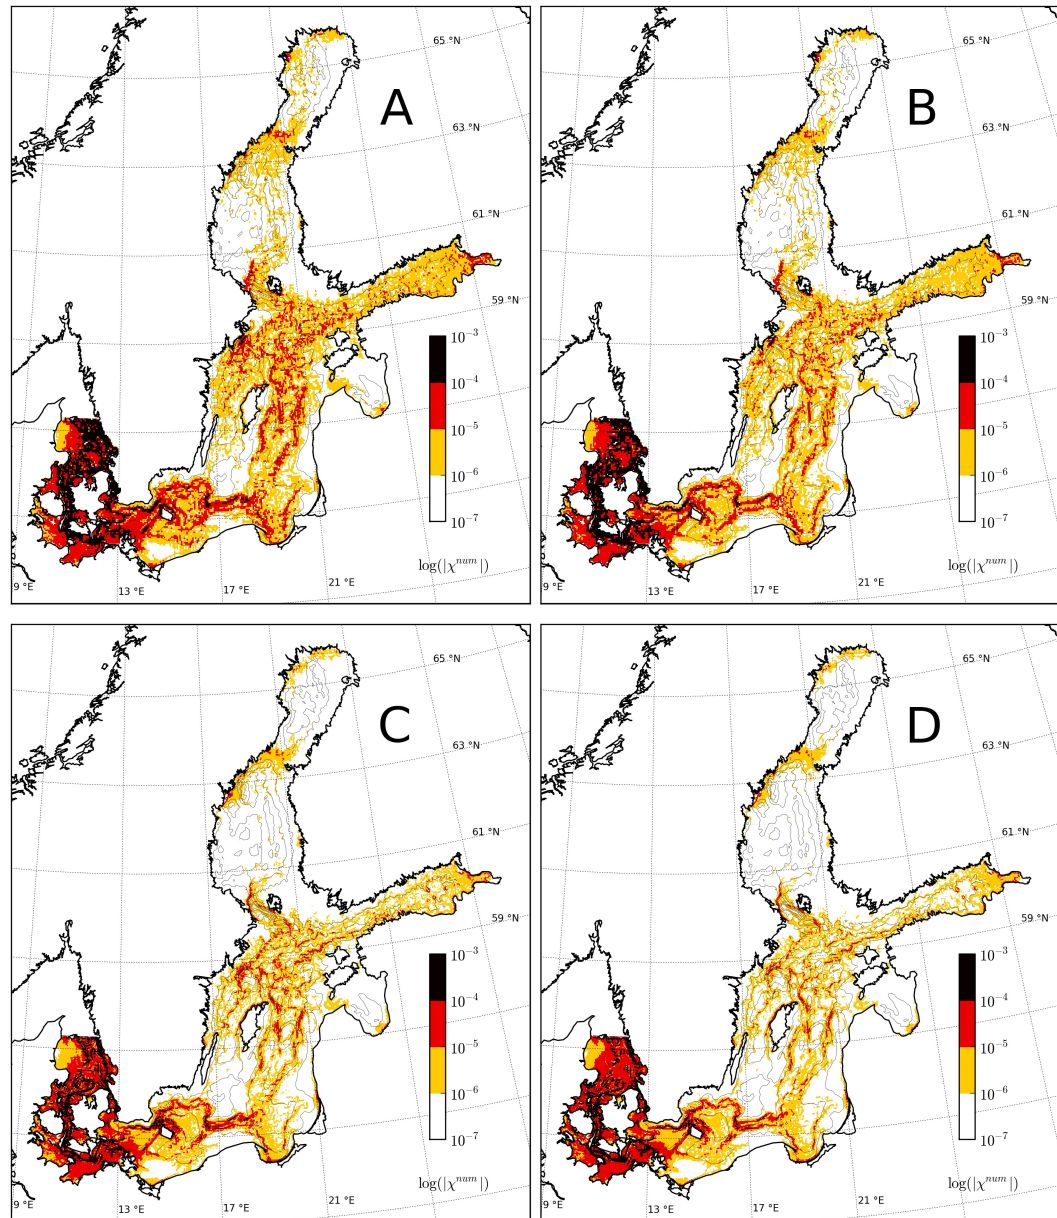 A
65 °N
63 °N
61 °N
59 °N
10⁻³
10⁻⁴
10⁻⁵
10⁻⁶
10⁻⁷
log(|χⁿᵘᵐ|)
9 °E
13 °E
17 °E
21 °E
B
65 °N
63 °N
61 °N
59 °N
10⁻³
10⁻⁴
10⁻⁵
10⁻⁶
10⁻⁷
log(|χⁿᵘᵐ|)
9 °E
13 °E
17 °E
21 °E
C
65 °N
63 °N
61 °N
59 °N
10⁻³
10⁻⁴
10⁻⁵
10⁻⁶
10⁻⁷
log(|χⁿᵘᵐ|)
9 °E
13 °E
17 °E
21 °E
D
65 °N
63 °N
61 °N
59 °N
10⁻³
10⁻⁴
10⁻⁵
10⁻⁶
10⁻⁷
log(|χⁿᵘᵐ|)
9 °E
13 °E
17 °E
21 °E